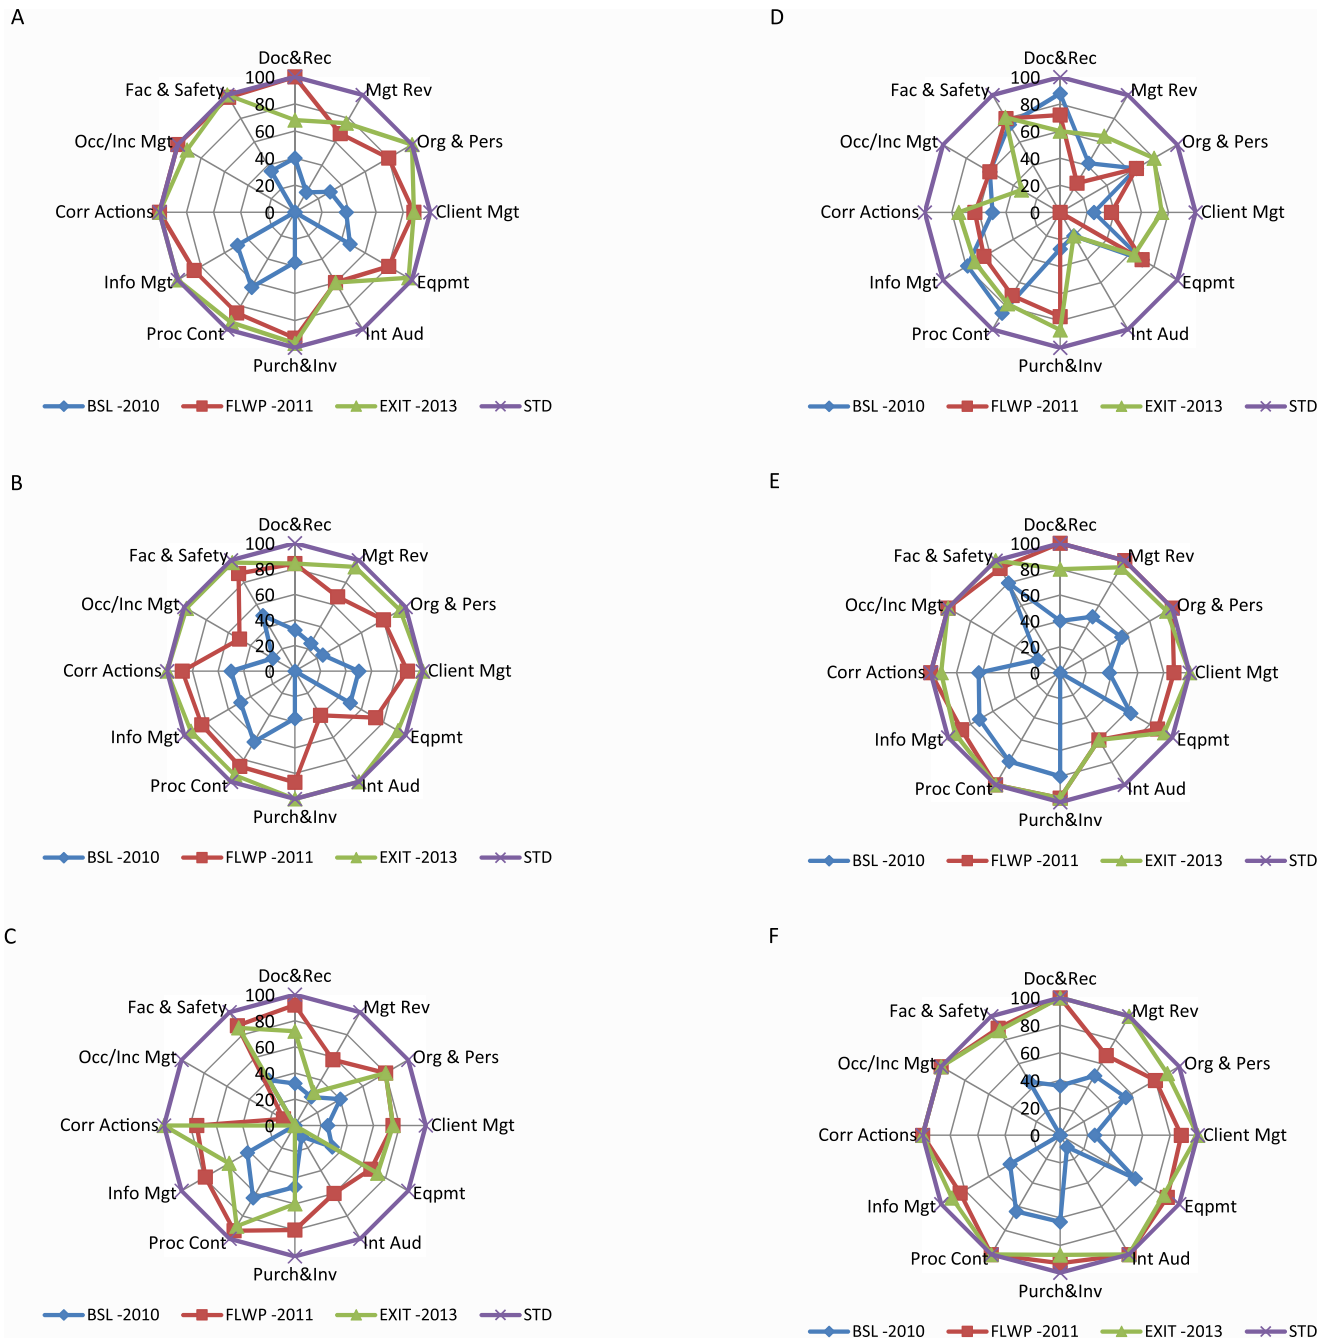 A
Doc&Rec
100
Fac & Safety
Mgt Rev
80
60
Occ/Inc Mgt
Org & Pers
40
20
Corr Actions
0
Client Mgt
Info Mgt
Eqpmt
Proc Cont
Int Aud
Purch&Inv
BSL -2010 FLWP -2011 EXIT -2013 STD
D
Doc&Rec
100
Fac & Safety
Mgt Rev
80
60
Occ/Inc Mgt
Org & Pers
40
20
Corr Actions
0
Client Mgt
Info Mgt
Eqpmt
Proc Cont
Int Aud
Purch&Inv
BSL -2010 FLWP -2011 EXIT -2013 STD
B
Doc&Rec
100
Fac & Safety
Mgt Rev
80
60
Occ/Inc Mgt
Org & Pers
40
20
Corr Actions
0
Client Mgt
Info Mgt
Eqpmt
Proc Cont
Int Aud
Purch&Inv
BSL -2010 FLWP -2011 EXIT -2013 STD
E
Doc&Rec
100
Fac & Safety
Mgt Rev
80
60
Occ/Inc Mgt
Org & Pers
40
20
Corr Actions
0
Client Mgt
Info Mgt
Eqpmt
Proc Cont
Int Aud
Purch&Inv
BSL -2010 FLWP -2011 EXIT -2013 STD
C
Doc&Rec
100
Fac & Safety
Mgt Rev
80
60
Occ/Inc Mgt
Org & Pers
40
20
Corr Actions
0
Client Mgt
Info Mgt
Eqpmt
Proc Cont
Int Aud
Purch&Inv
BSL -2010 FLWP -2011 EXIT -2013 STD
F
Doc&Rec
100
Fac & Safety
Mgt Rev
80
60
Occ/Inc Mgt
Org & Pers
40
20
Corr Actions
0
Client Mgt
Info Mgt
Eqpmt
Proc Cont
Int Aud
Purch&Inv
BSL -2010 FLWP -2011 EXIT -2013 STD